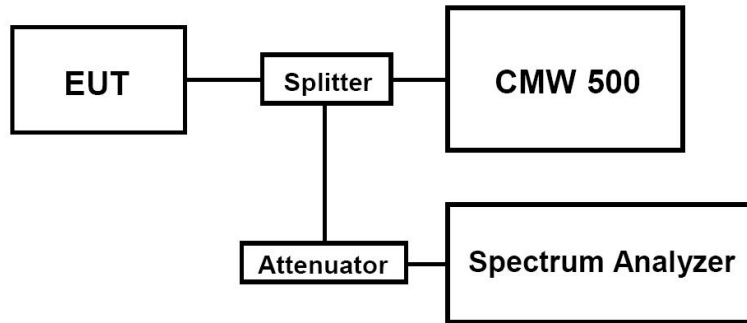 EUT
Splitter
CMW 500
Attenuator
Spectrum Analyzer